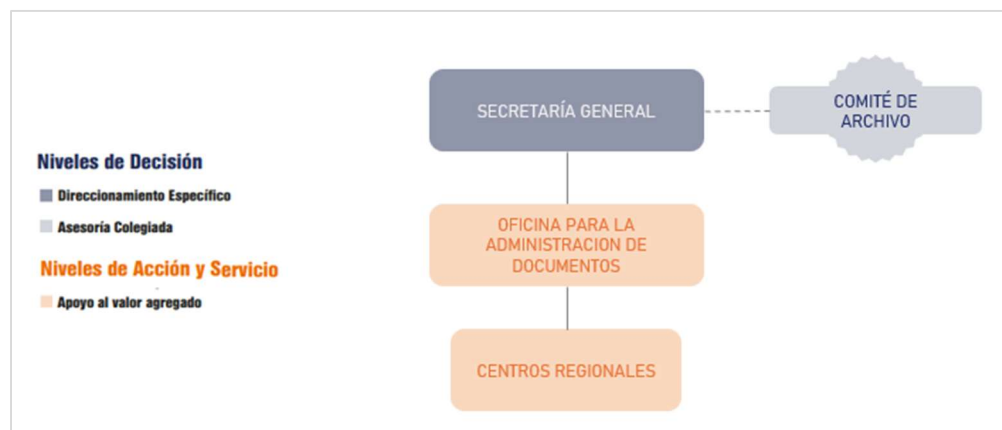 SECRETARÍA GENERAL
COMITÉ DE
ARCHIVO
Niveles de Decisión
Direccionamiento Específico
Asesoría Colegiada
Niveles de Acción y Servicio
Apoyo al valor agregado
OFICINA PARA LA
ADMINISTRACION DE
DOCUMENTOS
CENTROS REGIONALES